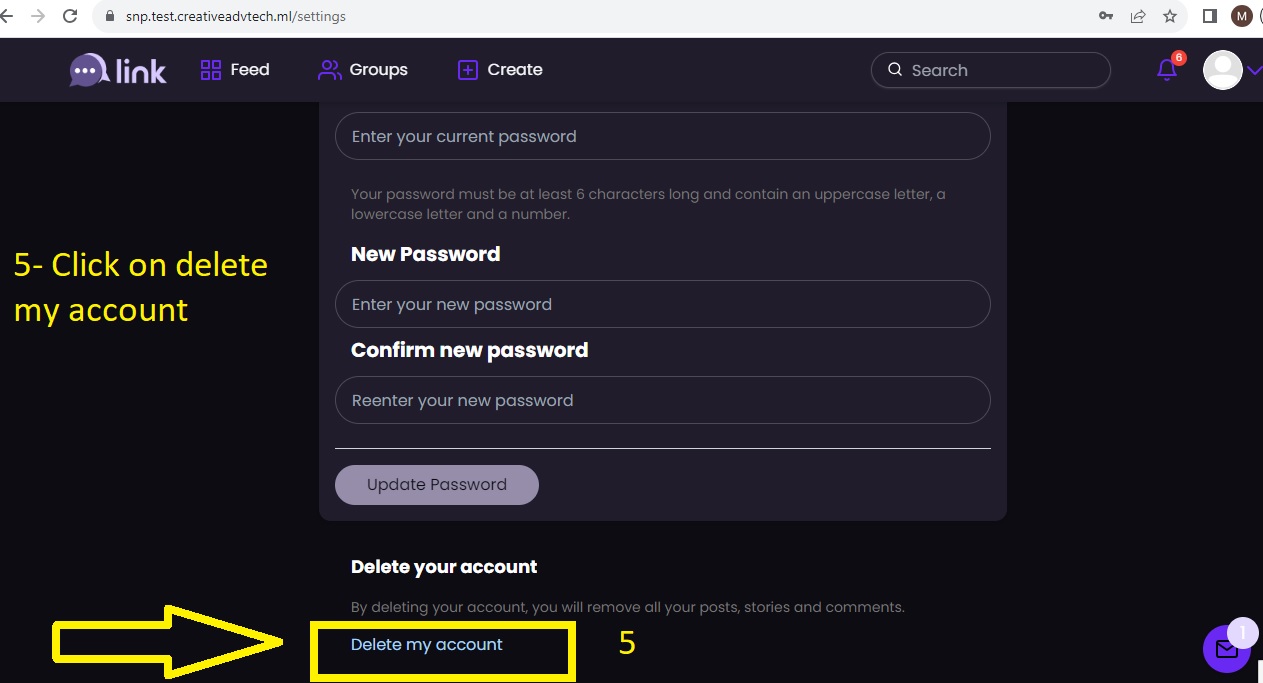 snp.test.creativeadvtech.ml/settings
M
link
Feed
Groups
Create
Search
6
Enter your current password
Your password must be at least 6 characters long and contain an uppercase letter, a
lowercase letter and a number.
5- Click on delete
my account
New Password
Enter your new password
Confirm new password
Reenter your new password
Update Password
Delete your account
By deleting your account, you will remove all your posts, stories and comments.
Delete my account
5
1